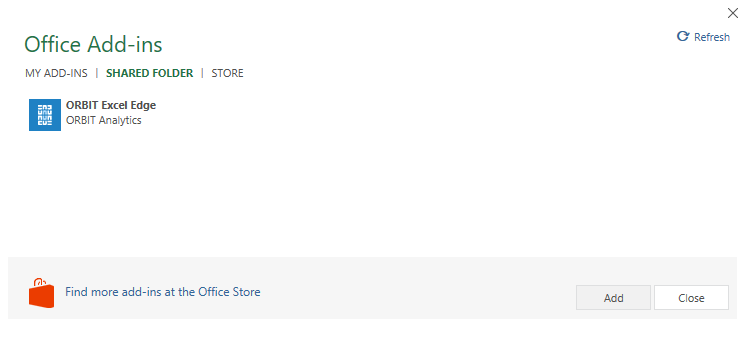 Office Add-ins
Refresh
MY ADD-INS | SHARED FOLDER | STORE
ORBIT Excel Edge
ORBIT Analytics
Find more add-ins at the Office Store
Add
Close